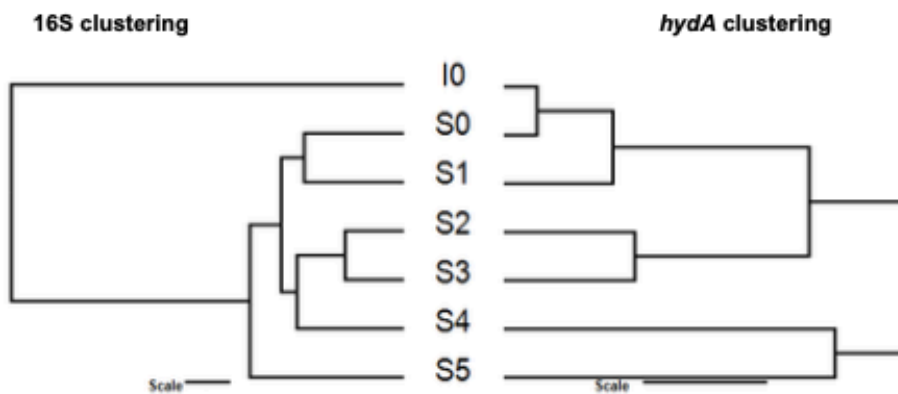 16S clustering
hydA clustering
I0
S0
S1
S2
S3
S4
S5
Scale
Scale